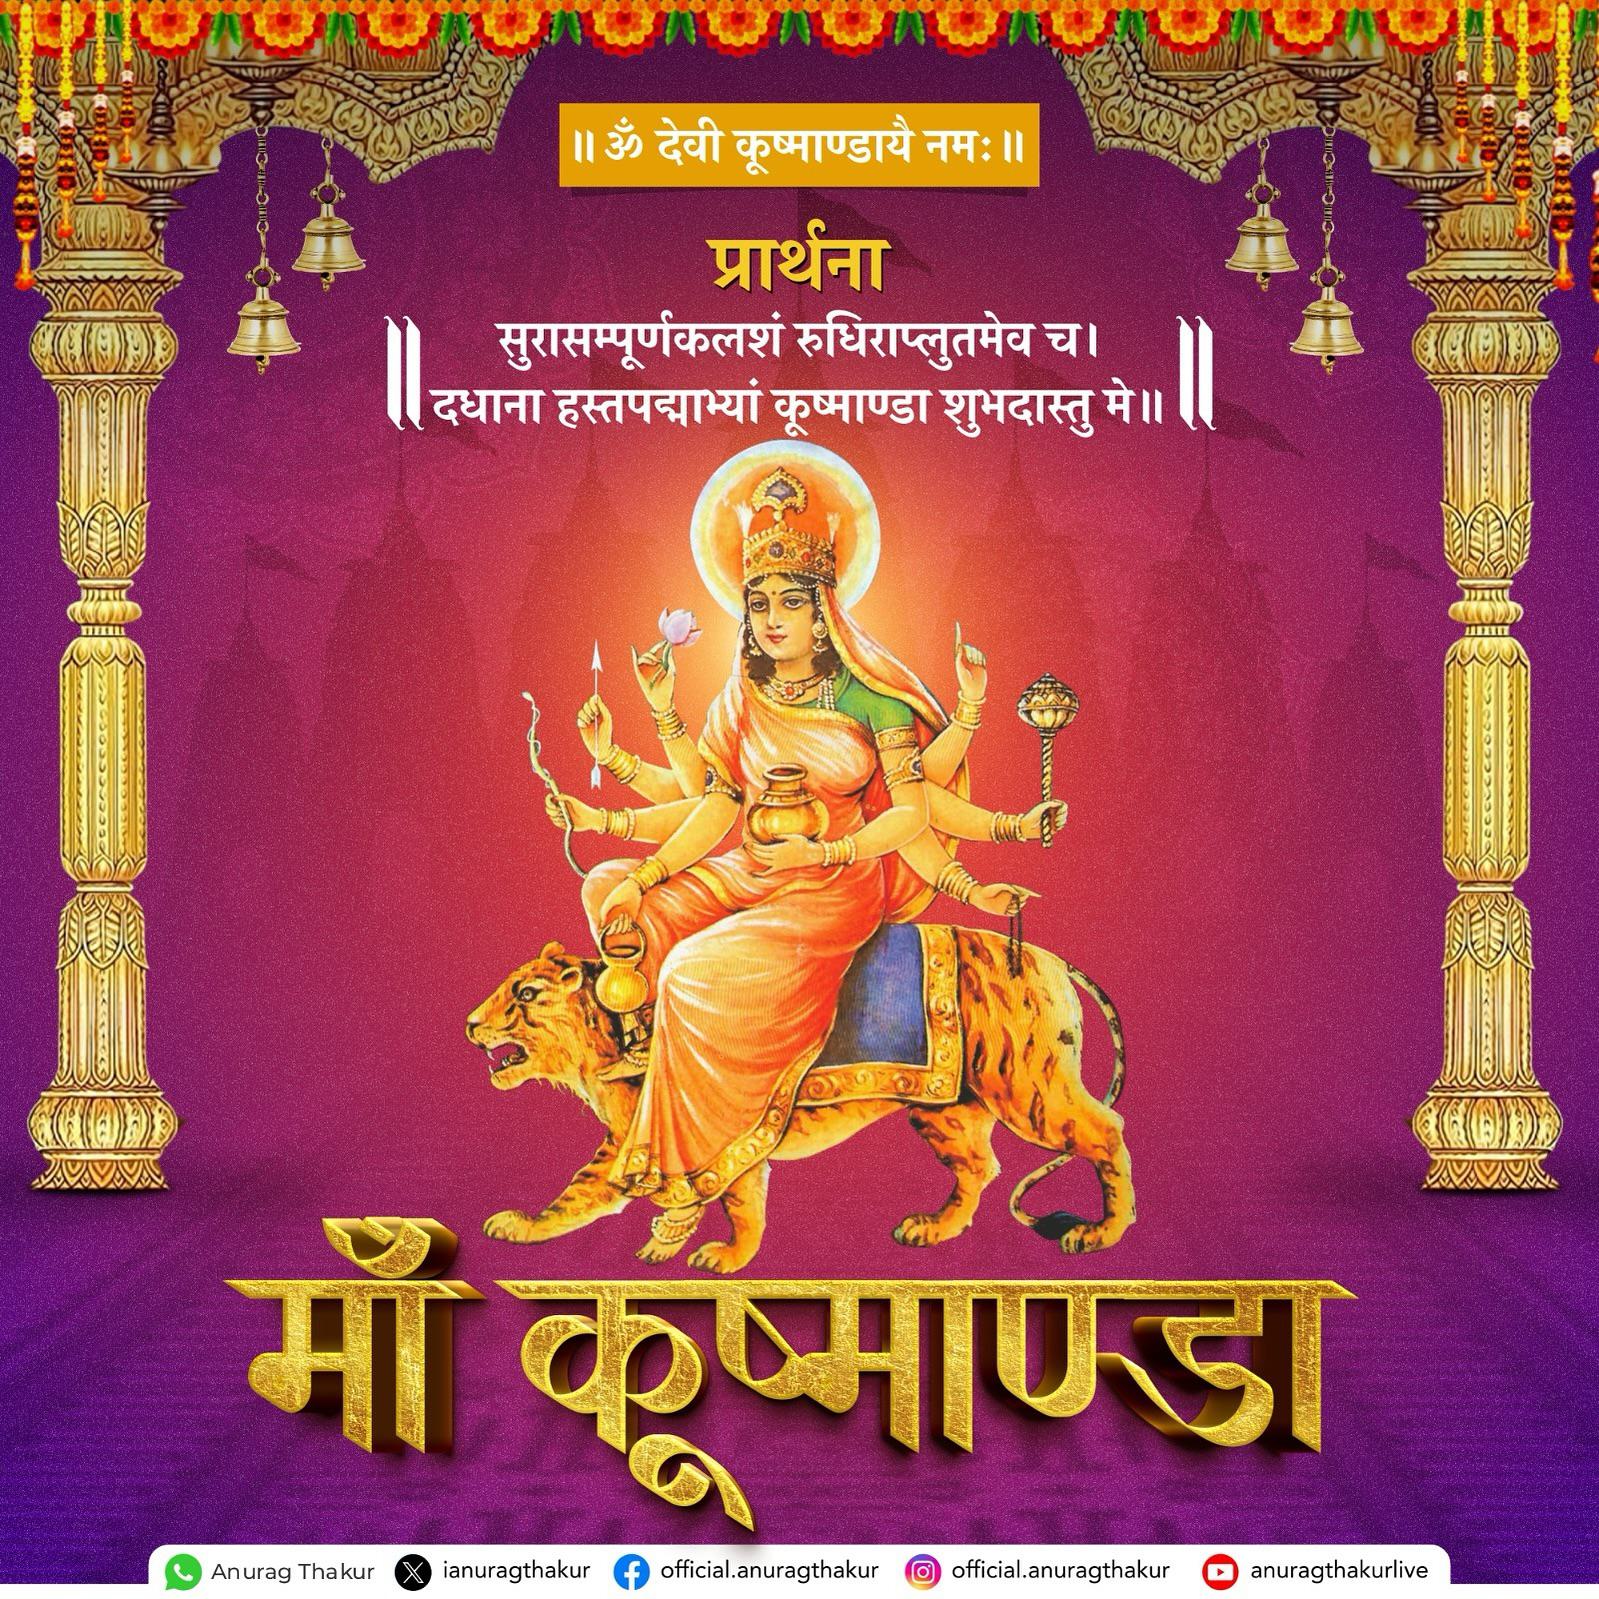 ॥ ॐ देवी कूष्माण्डायै नमः॥
प्रार्थना
सुरासम्पूर्णकलशं रुधिराप्लुतमेव च।
दधाना हस्तपद्माभ्यां कूष्माण्डा शुभदास्तु मे॥
माँ कूष्माण्डा
Anurag Thakur ianuragthakur official.anuragthakur official.anuragthakur anuragthakurlive